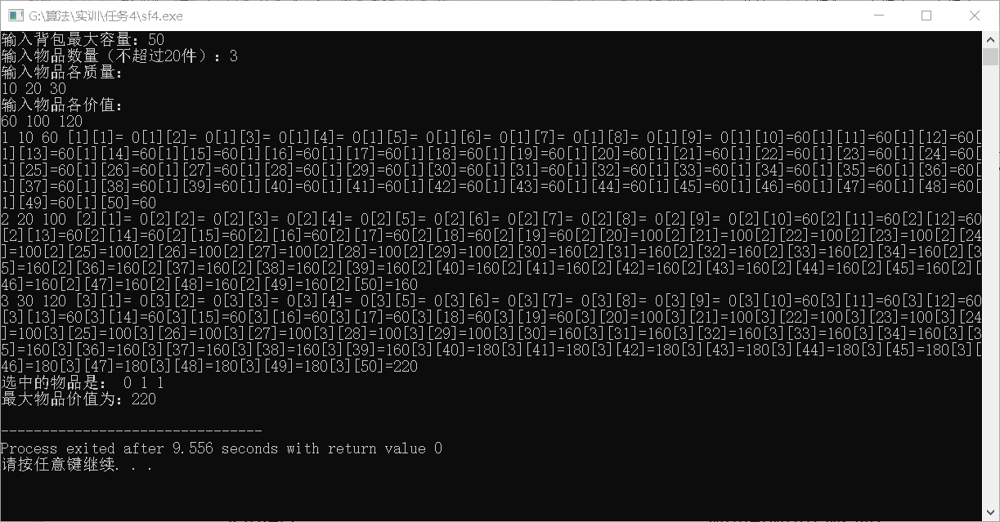 G:\算法\实训\任务4\sf4.exe
输入背包最大容量：50
输入物品数量（不超过20件）：3
输入物品各质量：
10 20 30
输入物品各价值：
60 100 120
1 10 60 [1][1]= 0[1][2]= 0[1][3]= 0[1][4]= 0[1][5]= 0[1][6]= 0[1][7]= 0[1][8]= 0[1][9]= 0[1][10]=60[1][11]=60[1][12]=60[
1][13]=60[1][14]=60[1][15]=60[1][16]=60[1][17]=60[1][18]=60[1][19]=60[1][20]=60[1][21]=60[1][22]=60[1][23]=60[1][24]=60[
1][25]=60[1][26]=60[1][27]=60[1][28]=60[1][29]=60[1][30]=60[1][31]=60[1][32]=60[1][33]=60[1][34]=60[1][35]=60[1][36]=60[
1][37]=60[1][38]=60[1][39]=60[1][40]=60[1][41]=60[1][42]=60[1][43]=60[1][44]=60[1][45]=60[1][46]=60[1][47]=60[1][48]=60[
1][49]=60[1][50]=60
2 20 100 [2][1]= 0[2][2]= 0[2][3]= 0[2][4]= 0[2][5]= 0[2][6]= 0[2][7]= 0[2][8]= 0[2][9]= 0[2][10]=60[2][11]=60[2][12]=60
[2][13]=60[2][14]=60[2][15]=60[2][16]=60[2][17]=60[2][18]=60[2][19]=60[2][20]=100[2][21]=100[2][22]=100[2][23]=100[2][24
]=100[2][25]=100[2][26]=100[2][27]=100[2][28]=100[2][29]=100[2][30]=160[2][31]=160[2][32]=160[2][33]=160[2][34]=160[2][3
5]=160[2][36]=160[2][37]=160[2][38]=160[2][39]=160[2][40]=160[2][41]=160[2][42]=160[2][43]=160[2][44]=160[2][45]=160[2][
46]=160[2][47]=160[2][48]=160[2][49]=160[2][50]=160
3 30 120 [3][1]= 0[3][2]= 0[3][3]= 0[3][4]= 0[3][5]= 0[3][6]= 0[3][7]= 0[3][8]= 0[3][9]= 0[3][10]=60[3][11]=60[3][12]=60
[3][13]=60[3][14]=60[3][15]=60[3][16]=60[3][17]=60[3][18]=60[3][19]=60[3][20]=100[3][21]=100[3][22]=100[3][23]=100[3][24
]=100[3][25]=100[3][26]=100[3][27]=100[3][28]=100[3][29]=100[3][30]=160[3][31]=160[3][32]=160[3][33]=160[3][34]=160[3][3
5]=160[3][36]=160[3][37]=160[3][38]=160[3][39]=160[3][40]=180[3][41]=180[3][42]=180[3][43]=180[3][44]=180[3][45]=180[3][
46]=180[3][47]=180[3][48]=180[3][49]=180[3][50]=220
选中的物品是： 0 1 1
最大物品价值为：220
--------------------------------
Process exited after 9.556 seconds with return value 0
请按任意键继续. . .